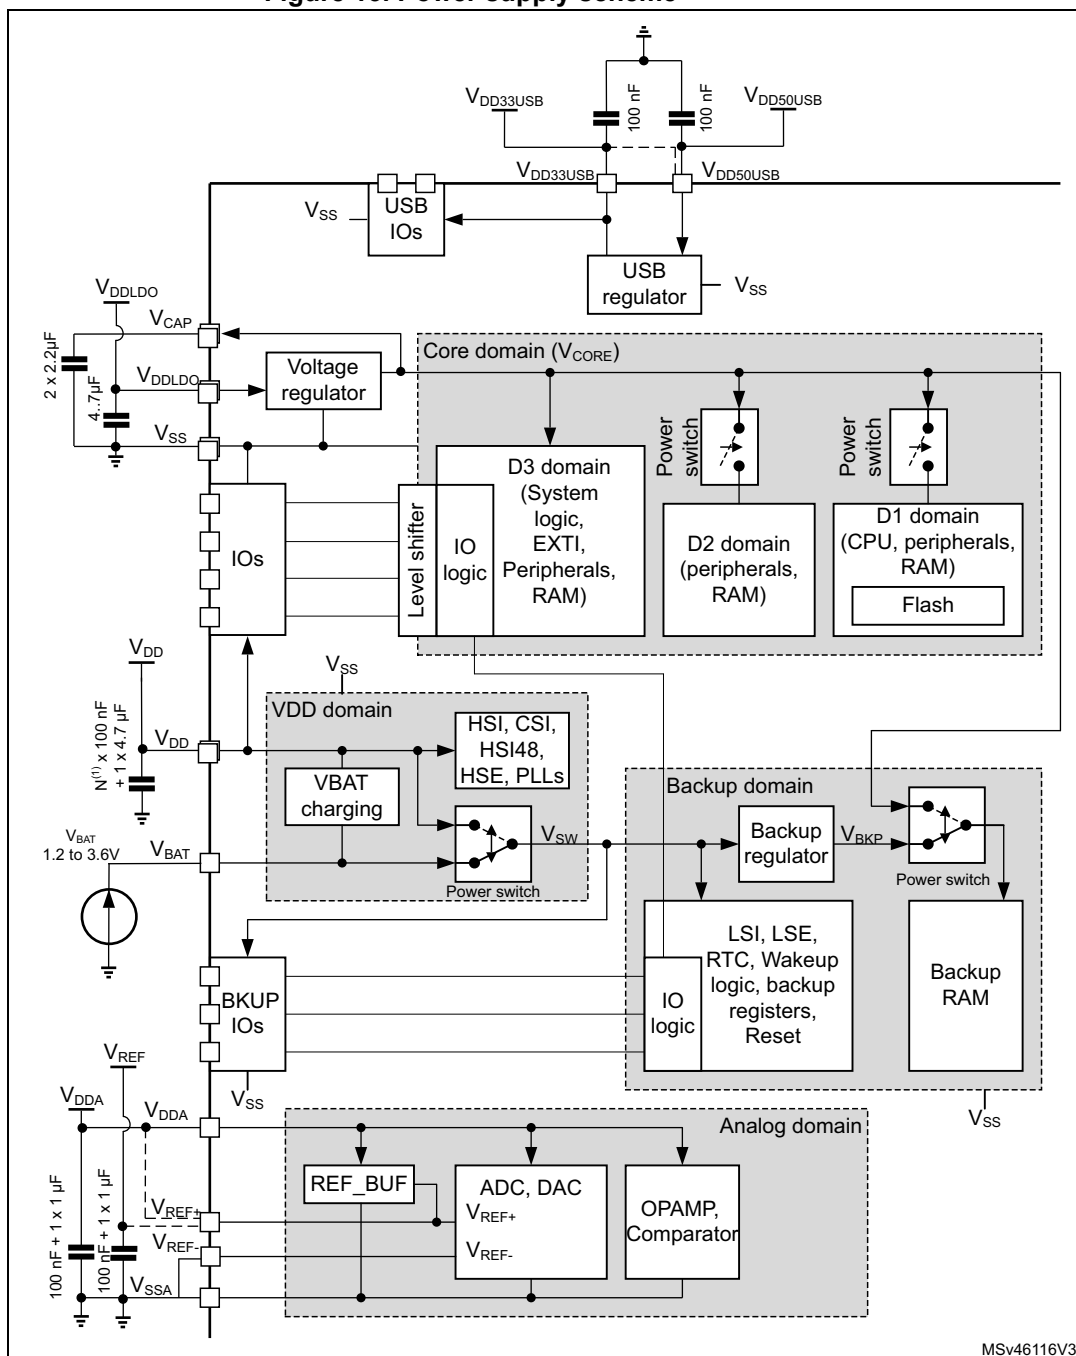 VDD33USB
100 nF
100 nF
VDD50USB
VDD33USB
VDD50USB
VSS
USB
IOs
USB
regulator
VSS
VDDLDO
VCAP
2 x 2.2µF
VDDLDO
4..7µF
VSS
Voltage
regulator
Core domain (VCORE)
Power
switch
Power
switch
D3 domain
(System
logic,
EXTI,
Peripherals,
RAM)
IO
logic
Level shifter
IOs
D2 domain
(peripherals,
RAM)
D1 domain
(CPU, peripherals,
RAM)
Flash
VDD
VDD
N(1) x 100 nF
+ 1 x 4.7 µF
VSS
VDD domain
HSI, CSI,
HSI48,
HSE, PLLs
VBAT
charging
VBAT
1.2 to 3.6V
VBAT
Power switch
VSW
Backup domain
Backup
regulator
VBKP
Power switch
LSI, LSE,
RTC, Wakeup
logic, backup
registers,
Reset
IO
logic
Backup
RAM
BKUP
IOs
VSS
VSS
VREF
VDDA
VDDA
100 nF + 1 x 1 µF
100 nF + 1 x 1 µF
VREF+
VREF-
VSSA
Analog domain
REF_BUF
ADC, DAC
VREF+
VREF-
OPAMP,
Comparator
MSv46116V3